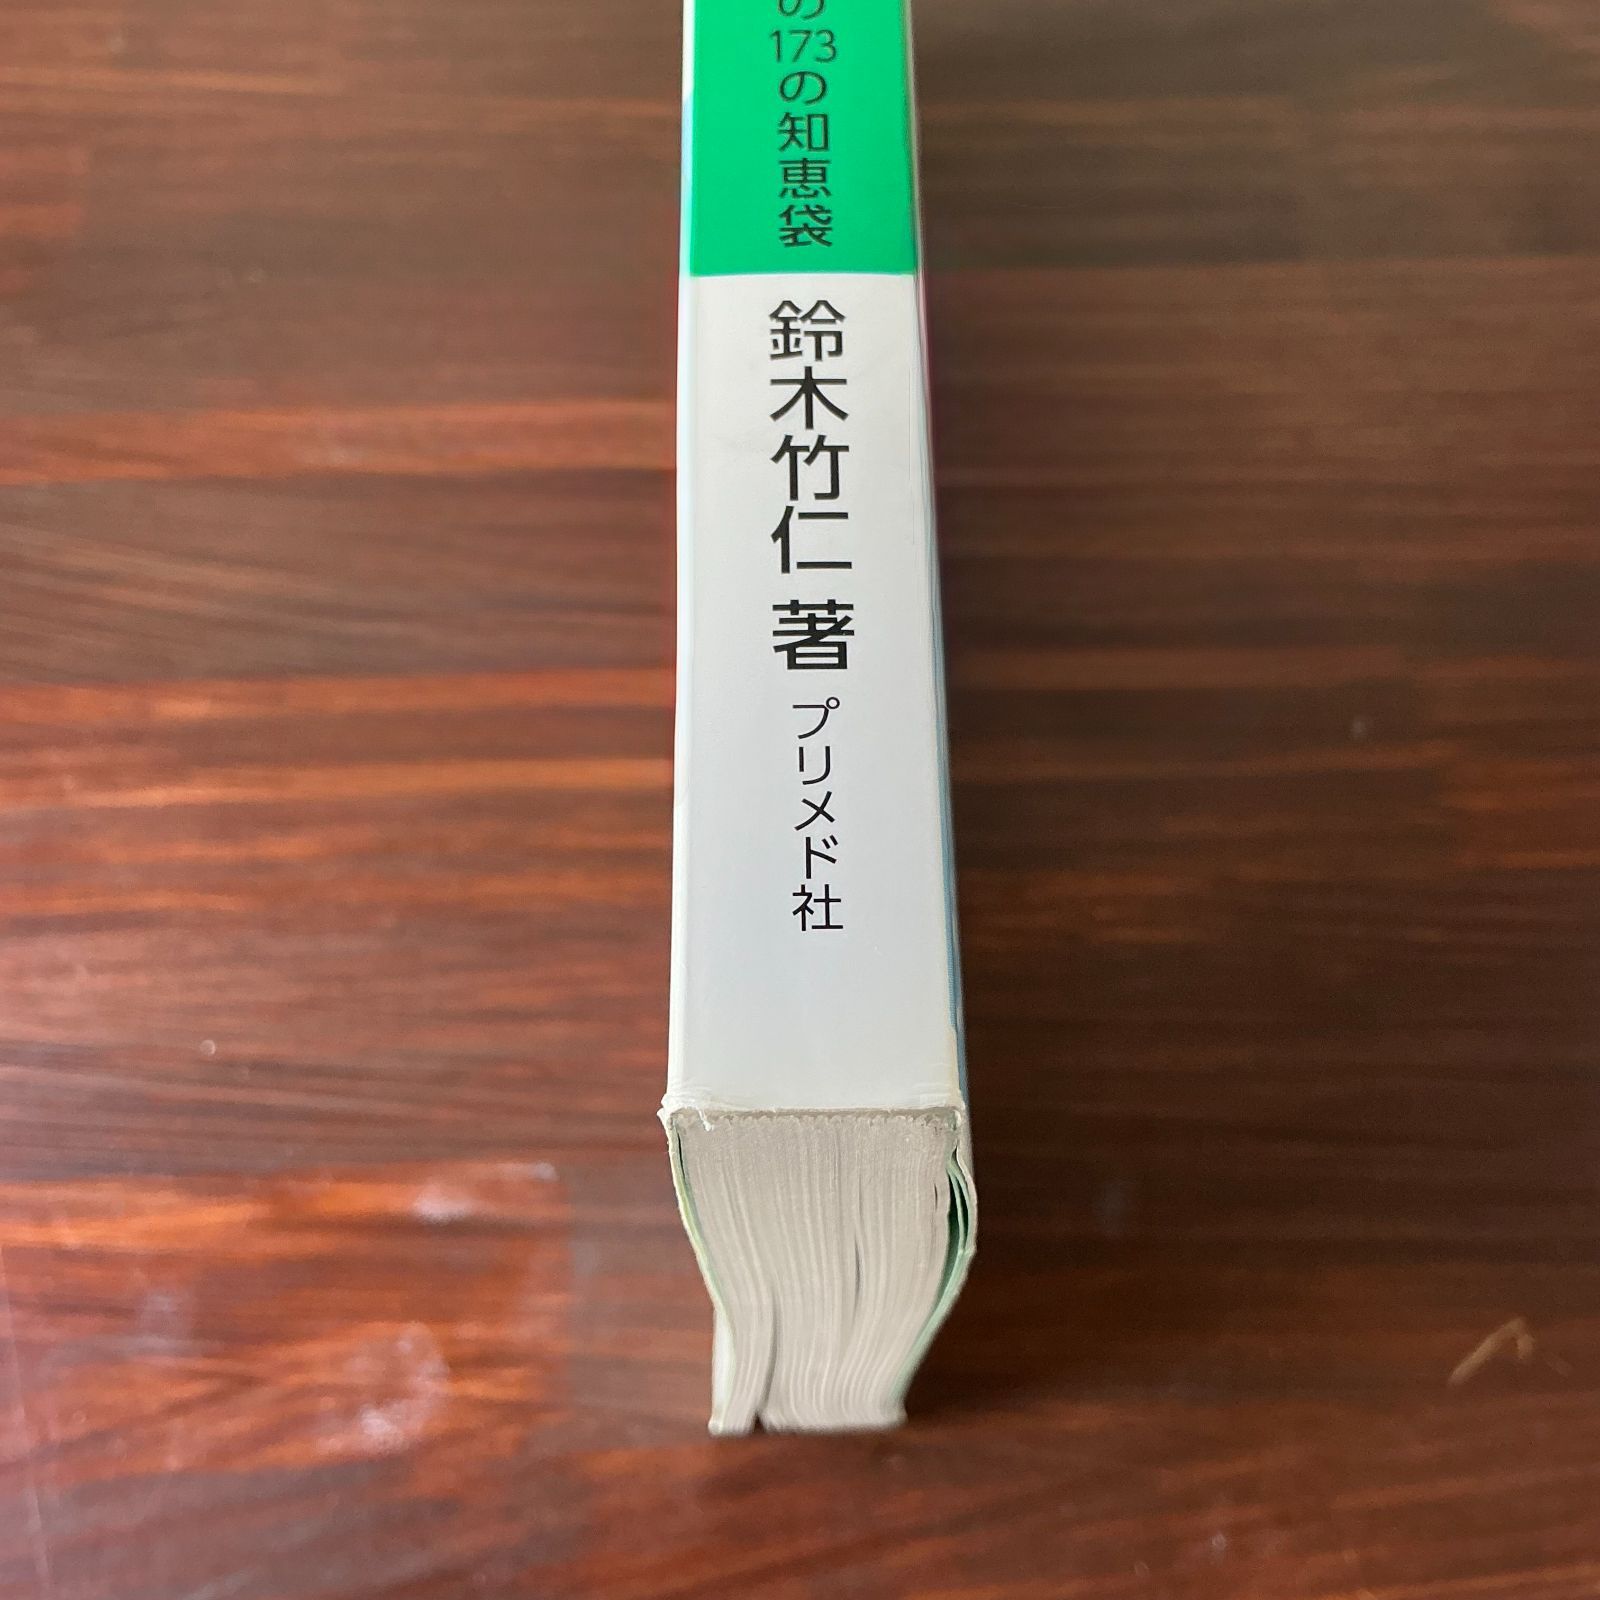 の173の知恵袋
鈴木竹仁 著
プリメド社